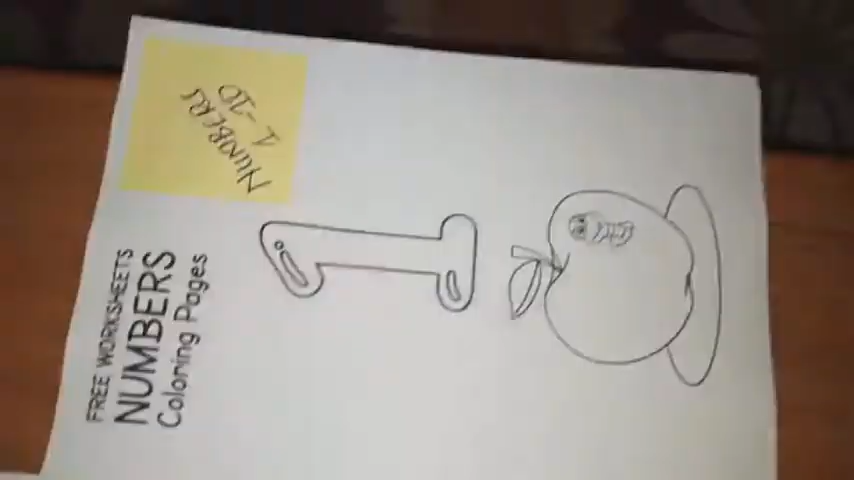 FREE WORKSHEETS
NUMBERS
Coloring Pages
NUMBERS
1-10
1